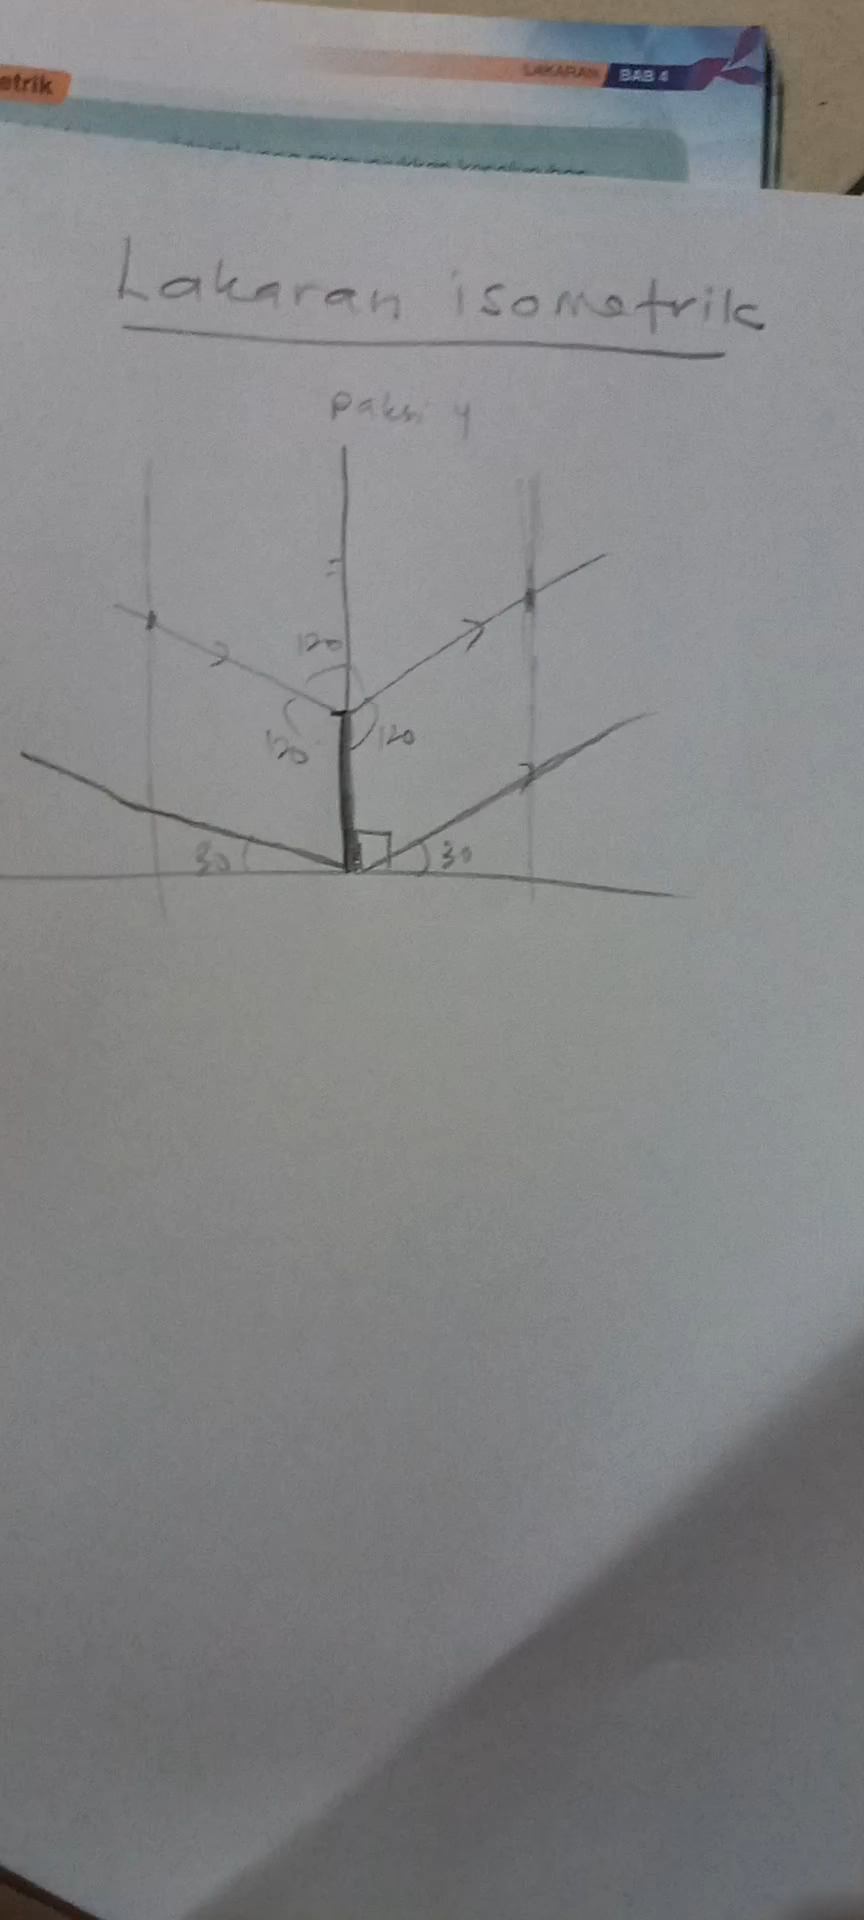 etrik
LAKARAN BAB 4
Lakaran isometrik
paksi y
120
120 120
30 30